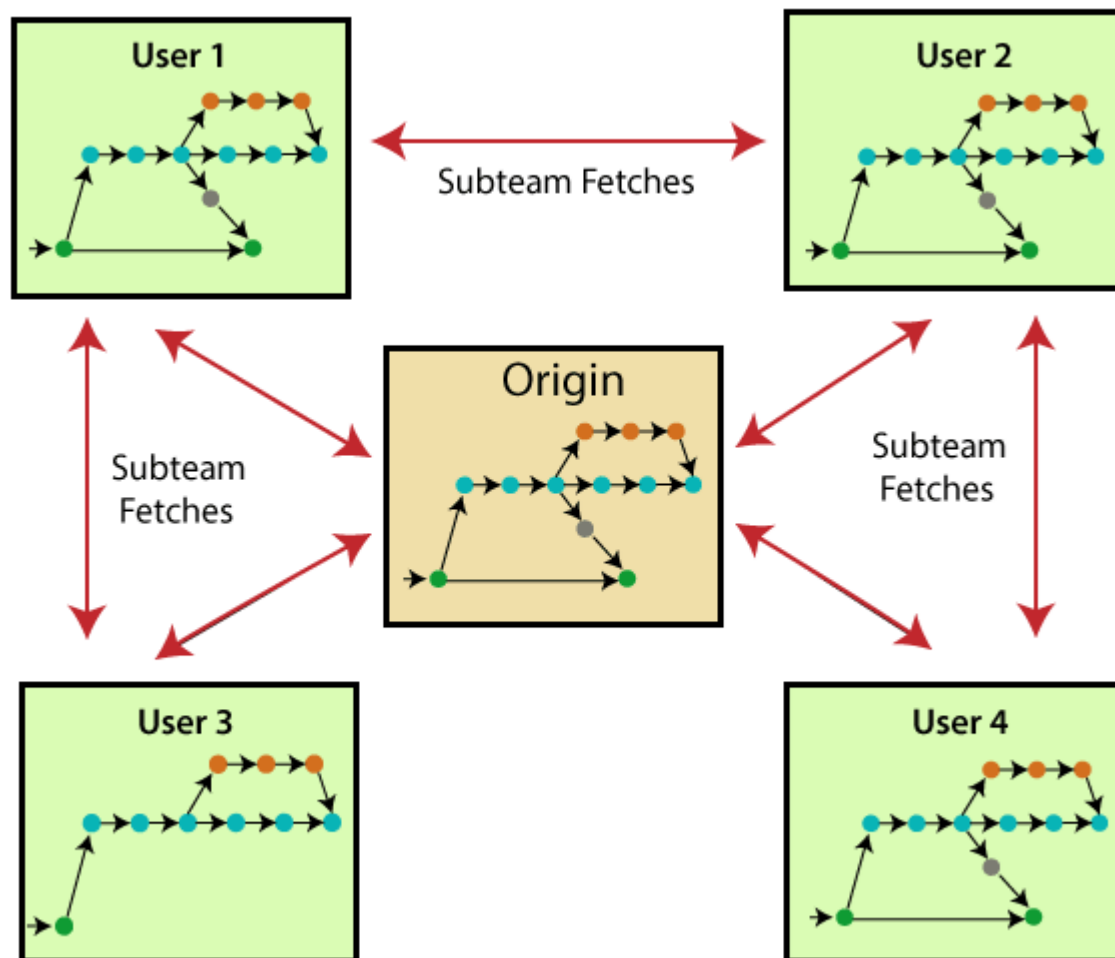 User 1
User 2
Subteam Fetches
Origin
Subteam
Fetches
Subteam
Fetches
User 3
User 4